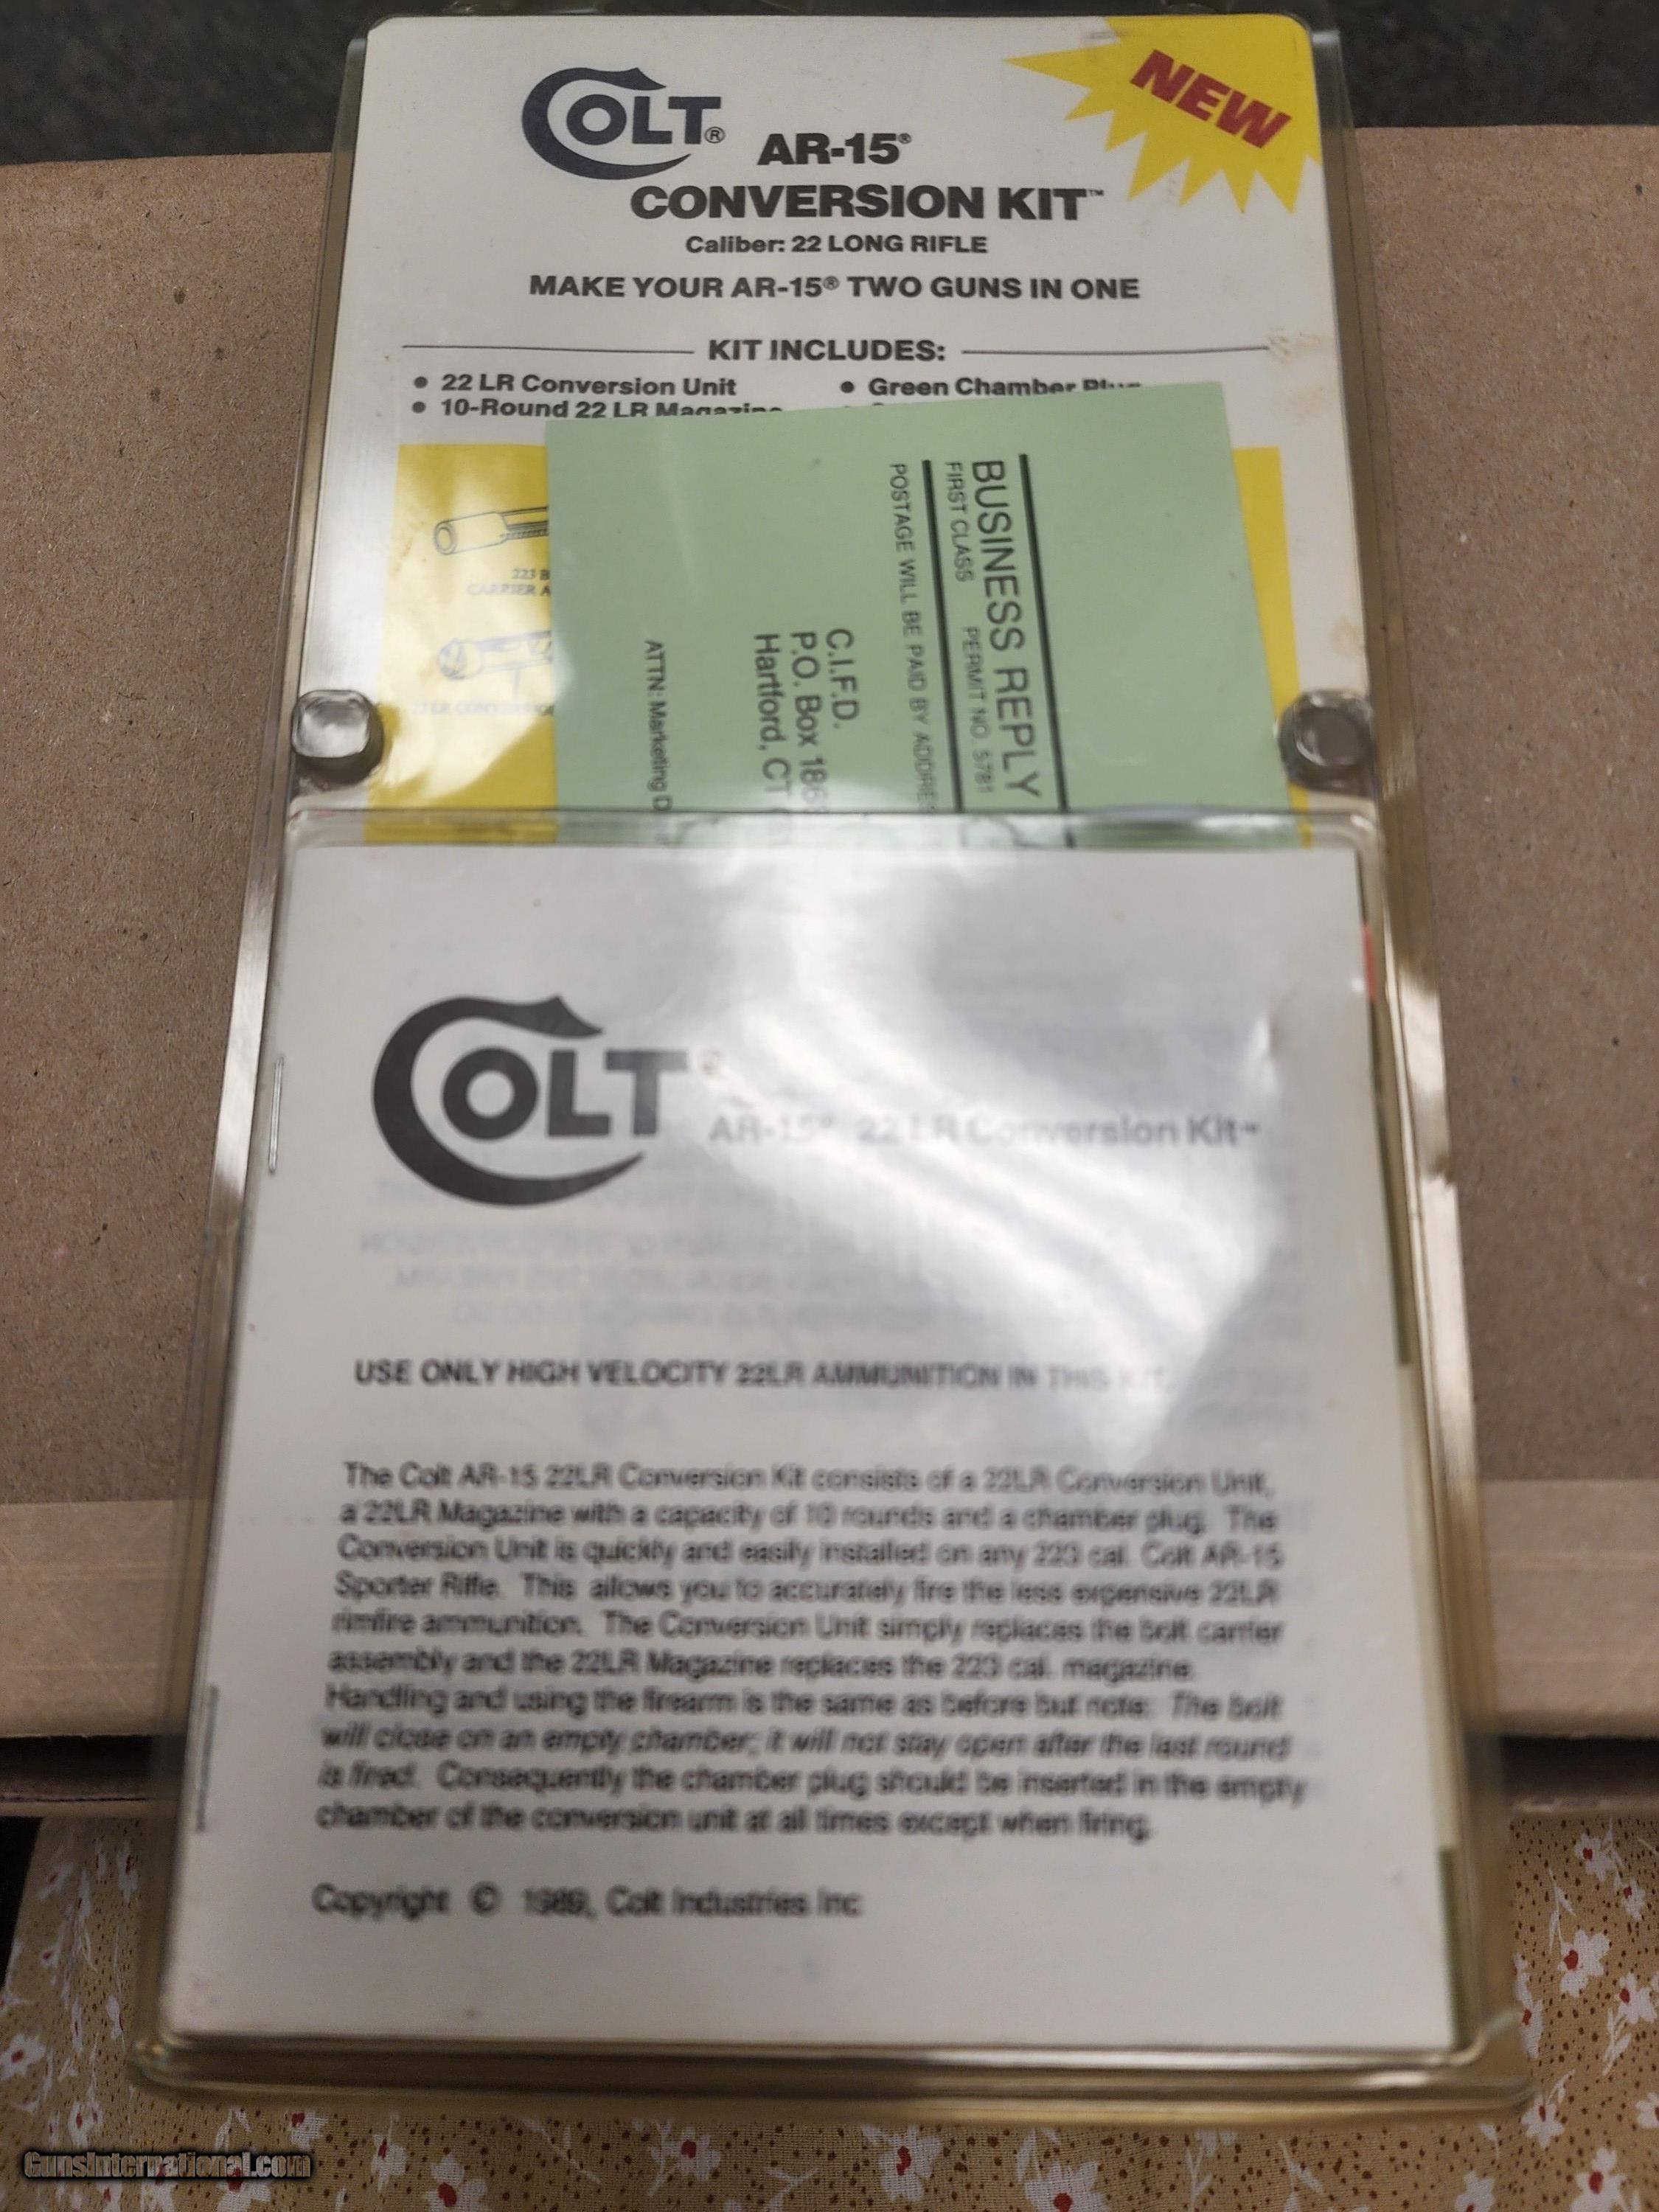 COLT® AR-15®
NEW
CONVERSION KIT™
Caliber: 22 LONG RIFLE
MAKE YOUR AR-15® TWO GUNS IN ONE
KIT INCLUDES:
• 22 LR Conversion Unit
• Green Chamber Plug
• 10-Round 22 LR Magazine
BUSINESS REPLY
FIRST CLASS PERMIT NO. 5781
POSTAGE WILL BE PAID BY
C.I.F.D.
P.O. Box
Hartford, CT
ATTN: Marketing
COLT®
AR-15® 22 LR Conversion Kit™
USE ONLY HIGH VELOCITY 22LR AMMUNITION IN THIS KIT
The Colt AR-15 22LR Conversion Kit consists of a 22LR Conversion Unit,
a 22LR Magazine with a capacity of 10 rounds and a chamber plug. The
Conversion Unit is quickly and easily installed on any 223 cal. Colt AR-15
Sporter Rifle. This allows you to accurately fire the less expensive 22LR
rimfire ammunition. The Conversion Unit simply replaces the bolt carrier
assembly and the 22LR Magazine replaces the 223 cal. magazine.
Handling and using the firearm is the same as before but note: The bolt
will close on an empty chamber; it will not stay open after the last round
is fired. Consequently the chamber plug should be inserted in the empty
chamber of the conversion unit at all times except when firing.
Copyright © 1989, Colt Industries Inc
GunsInternational.com